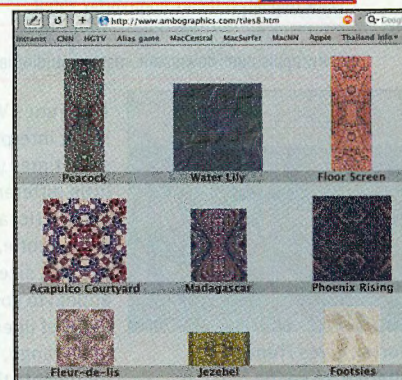 http://www.ambographics.com/tiles8.htm
Intranet CNN HGTV Alias game MacCentral MacSurfer MacNN Apple Thailand Info
Peacock Water Lily Floor Screen
Acapulco Courtyard Madagascar Phoenix Rising
Fleur-de-lis Jezebel Footsies